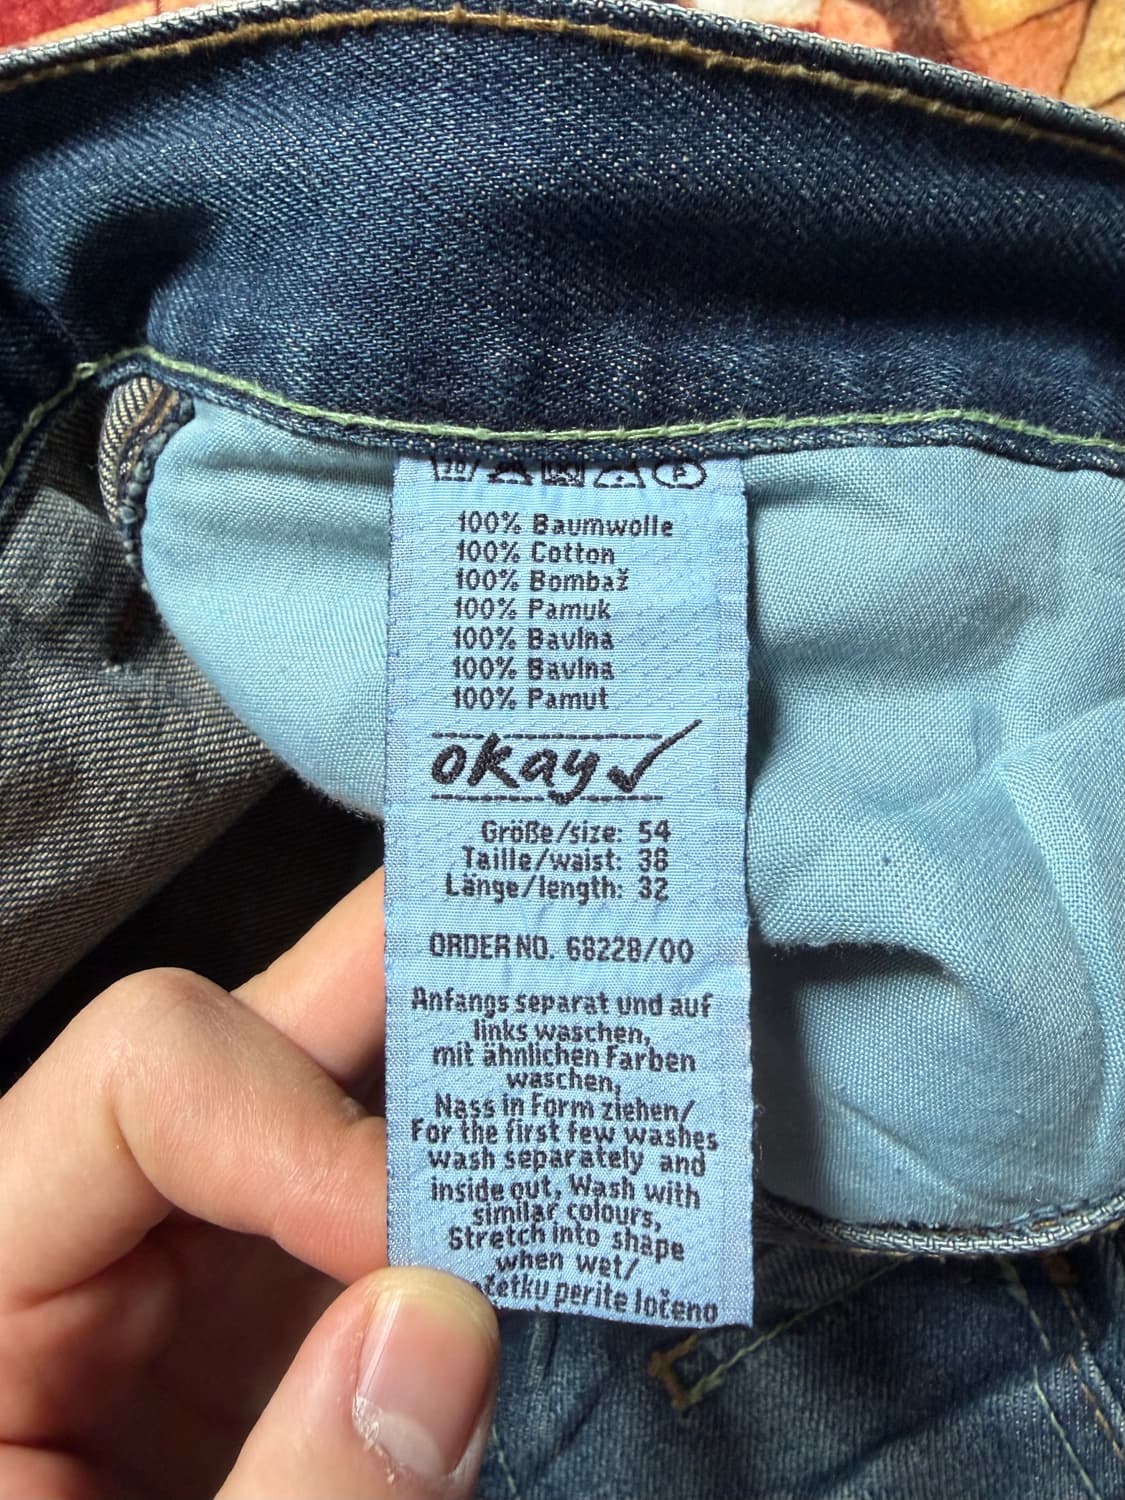 100% Baumwolle
100% Cotton
100% Bombaž
100% Pamuk
100% Bavlna
100% Bavlna
100% Pamut
okay
Größe/size: 54
Taille/waist: 38
Länge/length: 32
ORDER NO. 68228/00
Anfangs separat und auf
links waschen,
mit ähnlichen Farben
waschen,
Nass in Form ziehen/
For the first few washes
wash separately and
inside out, Wash with
similar colours,
Stretch into shape
when wet/
perite ločeno